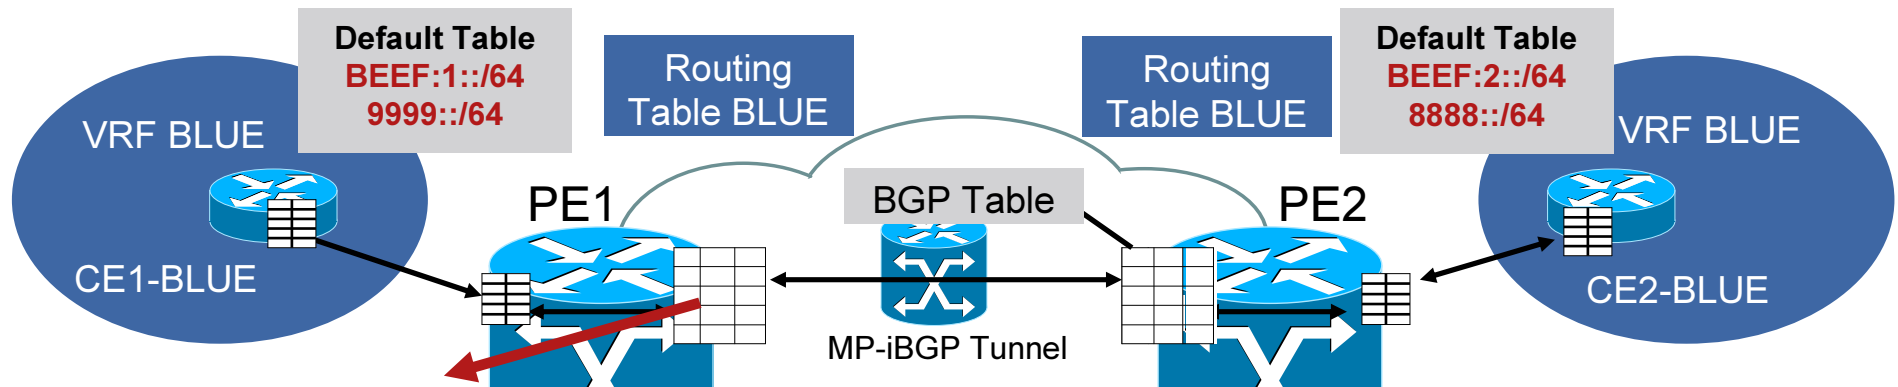 Default Table
BEEF:1::/64
9999::/64
Routing
Table BLUE
Routing
Table BLUE
Default Table
BEEF:2::/64
8888::/64
VRF BLUE
VRF BLUE
PE1
BGP Table
PE2
CE1-BLUE
CE2-BLUE
MP-iBGP Tunnel